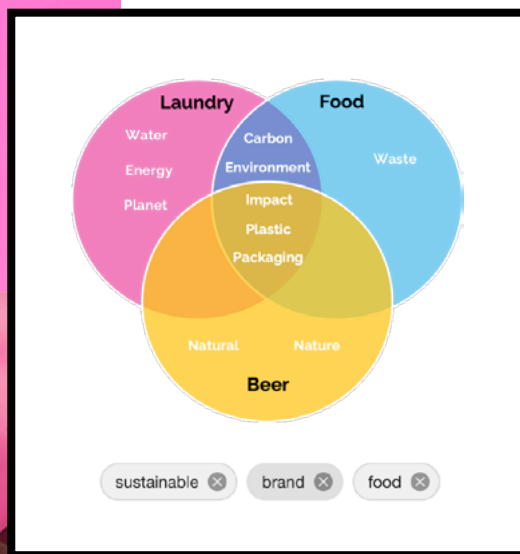 Laundry
Food
Water
Carbon
Energy
Environment
Waste
Planet
Impact
Plastic
Packaging
Natural
Nature
Beer
sustainable
brand
food